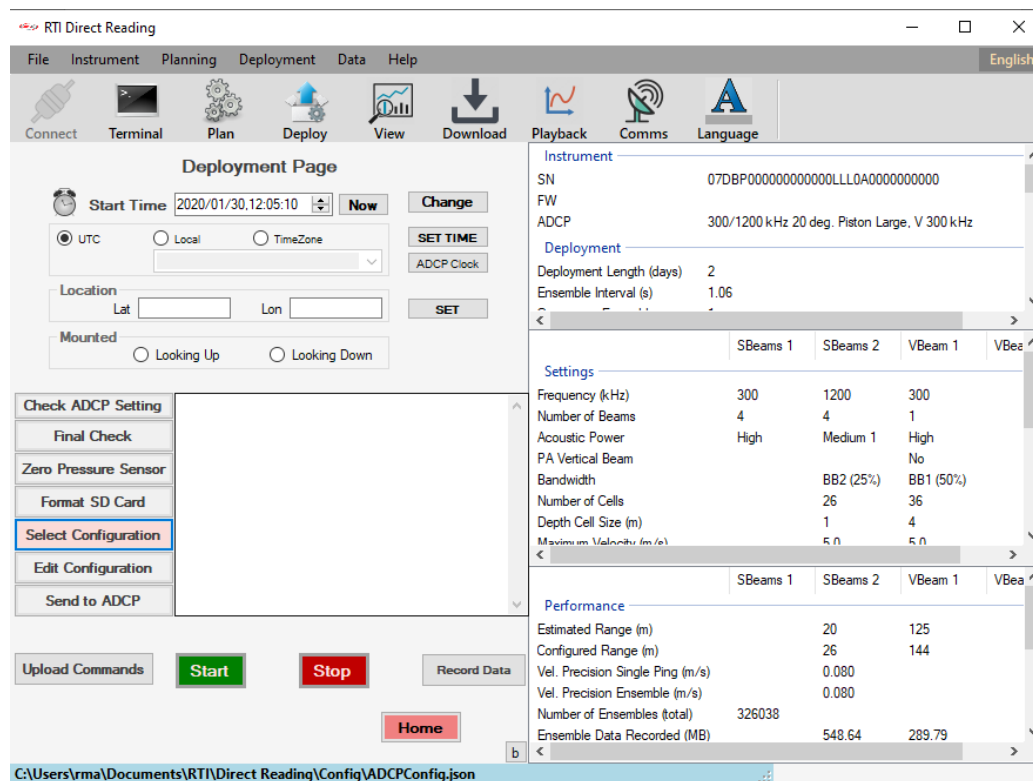 RTI Direct Reading
File Instrument Planning Deployment Data Help English
Connect Terminal Plan Deploy View Download Playback Comms Language
Deployment Page
Start Time 2020/01/30,12:05:10 Now Change
UTC Local TimeZone SET TIME
ADCP Clock
Location
Lat Lon SET
Mounted
Looking Up Looking Down
Check ADCP Setting
Final Check
Zero Pressure Sensor
Format SD Card
Select Configuration
Edit Configuration
Send to ADCP
Upload Commands Start Stop Record Data
Home
b
Instrument
SN 07DBP000000000000LLL0A0000000000
FW
ADCP 300/1200 kHz 20 deg. Piston Large, V 300 kHz
Deployment
Deployment Length (days) 2
Ensemble Interval (s) 1.06
SBeams 1 SBeams 2 VBeam 1 VBea
Settings
Frequency (kHz) 300 1200 300
Number of Beams 4 4 1
Acoustic Power High Medium 1 High
PA Vertical Beam No
Bandwidth BB2 (25%) BB1 (50%)
Number of Cells 26 36
Depth Cell Size (m) 1 4
Maximum Velocity (m/s) 5.0 5.0
SBeams 1 SBeams 2 VBeam 1 VBea
Performance
Estimated Range (m) 20 125
Configured Range (m) 26 144
Vel. Precision Single Ping (m/s) 0.080
Vel. Precision Ensemble (m/s) 0.080
Number of Ensembles (total) 326038
Ensemble Data Recorded (MB) 548.64 289.79
C:\Users\rma\Documents\RTI\Direct Reading\Config\ADCPConfig.json